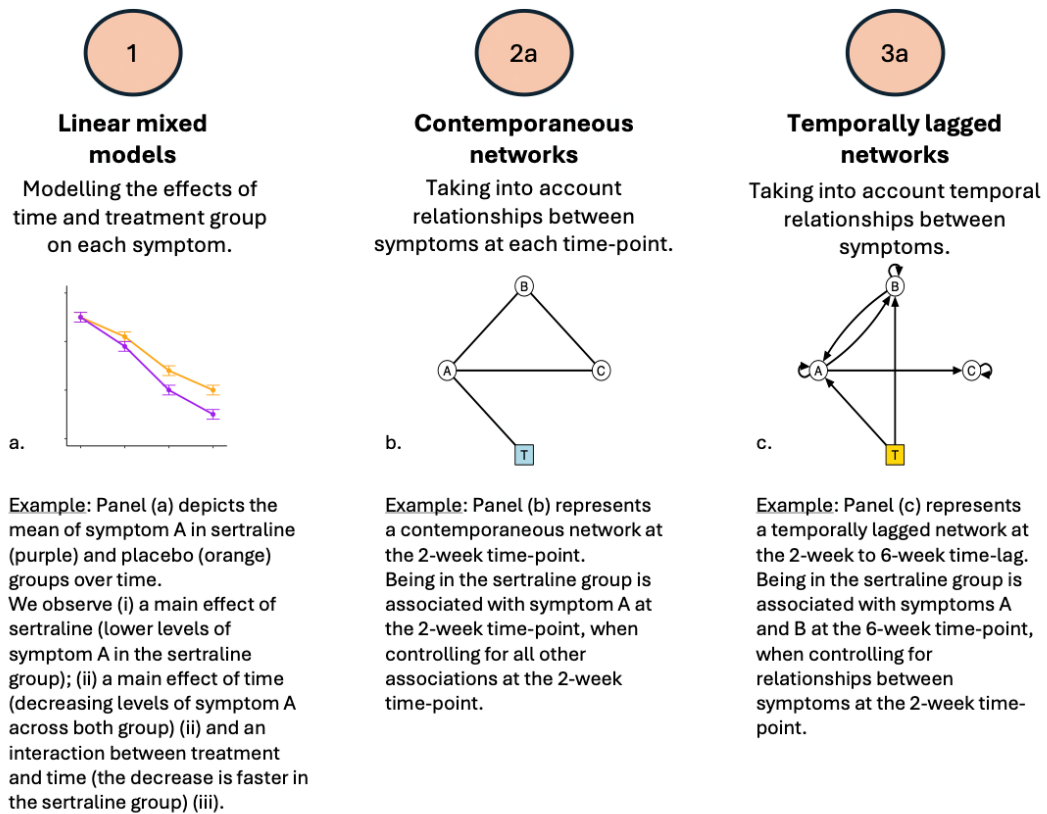 1
Linear mixed
models
Modelling the effects of
time and treatment group
on each symptom.
a.
Example: Panel (a) depicts the
mean of symptom A in sertraline
(purple) and placebo (orange)
groups over time.
We observe (i) a main effect of
sertraline (lower levels of
symptom A in the sertraline
group); (ii) a main effect of time
(decreasing levels of symptom A
across both group) (ii) and an
interaction between treatment
and time (the decrease is faster in
the sertraline group) (iii).
2a
Contemporaneous
networks
Taking into account
relationships between
symptoms at each time-point.
B
A
C
T
b.
Example: Panel (b) represents
a contemporaneous network at
the 2-week time-point.
Being in the sertraline group is
associated with symptom A at
the 2-week time-point, when
controlling for all other
associations at the 2-week
time-point.
3a
Temporally lagged
networks
Taking into account temporal
relationships between
symptoms.
B
A
C
T
c.
Example: Panel (c) represents
a temporally lagged network at
the 2-week to 6-week time-lag.
Being in the sertraline group is
associated with symptoms A
and B at the 6-week time-point,
when controlling for
relationships between
symptoms at the 2-week time-
point.